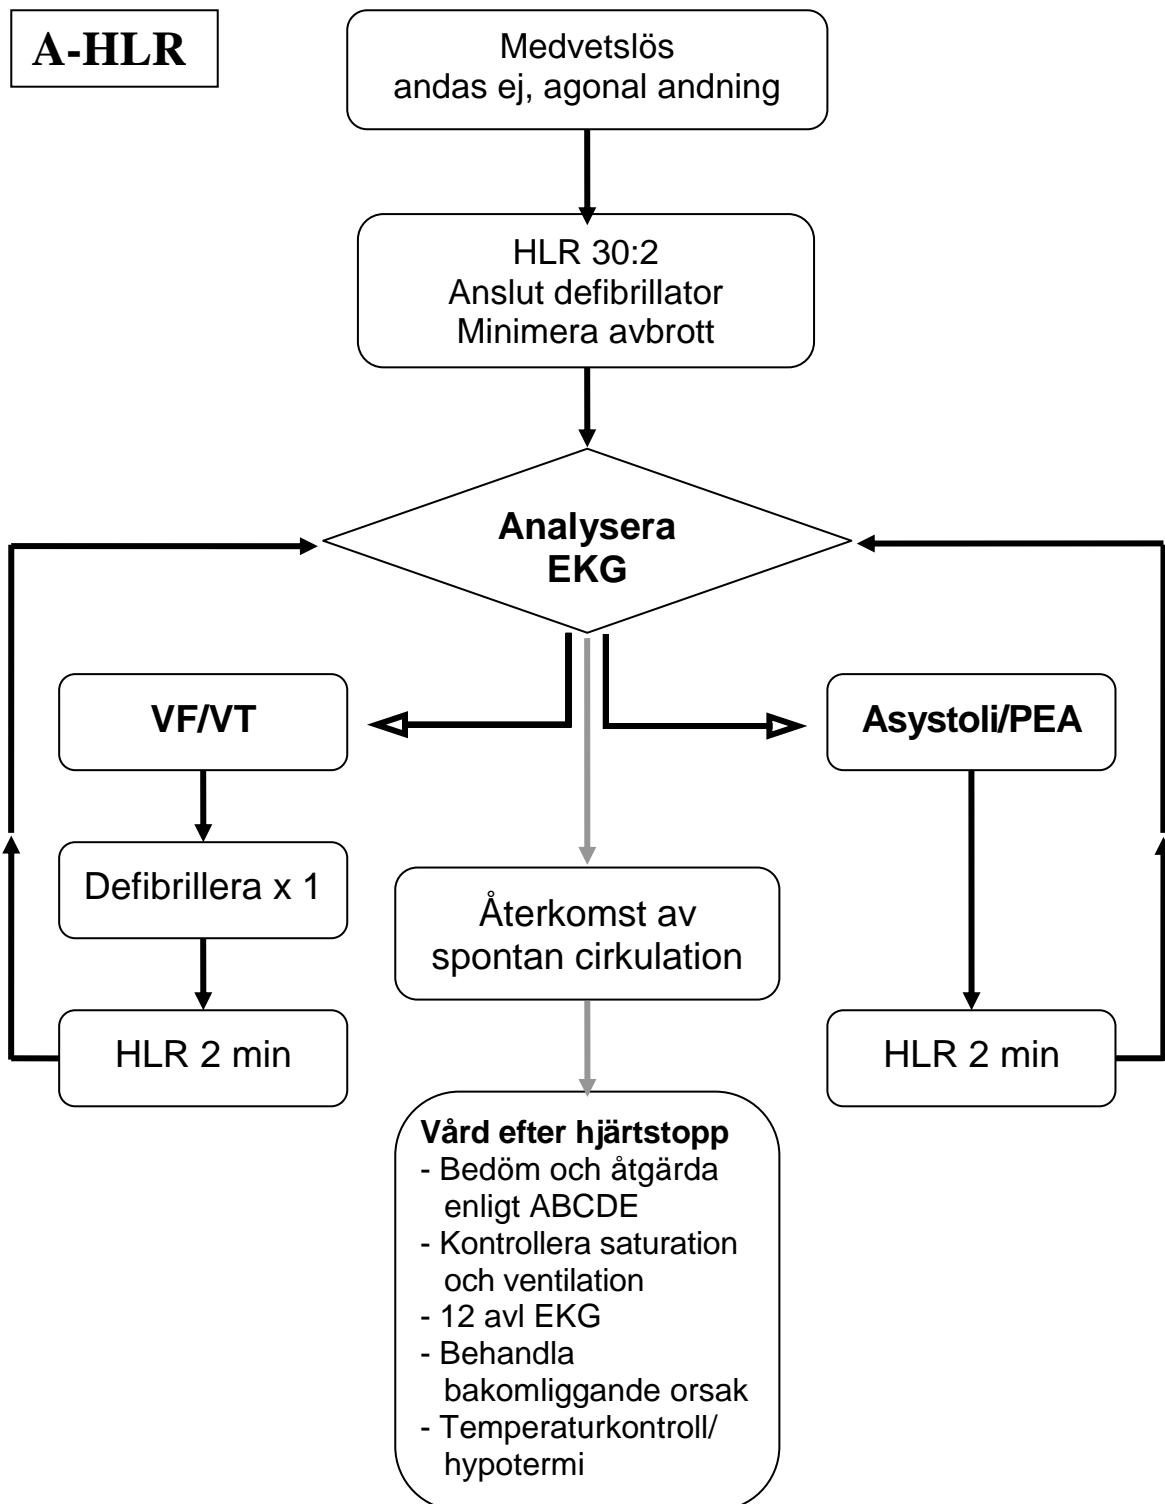 A-HLR
Medvetslös
andas ej, agonal andning
HLR 30:2
Anslut defibrillator
Minimera avbrott
Analysera
EKG
VF/VT
Asystoli/PEA
Defibrillera x 1
Återkomst av
spontan cirkulation
HLR 2 min
HLR 2 min
Vård efter hjärtstopp
- Bedöm och åtgärda
enligt ABCDE
- Kontrollera saturation
och ventilation
- 12 avl EKG
- Behandla
bakomliggande orsak
- Temperaturkontroll/
hypotermi